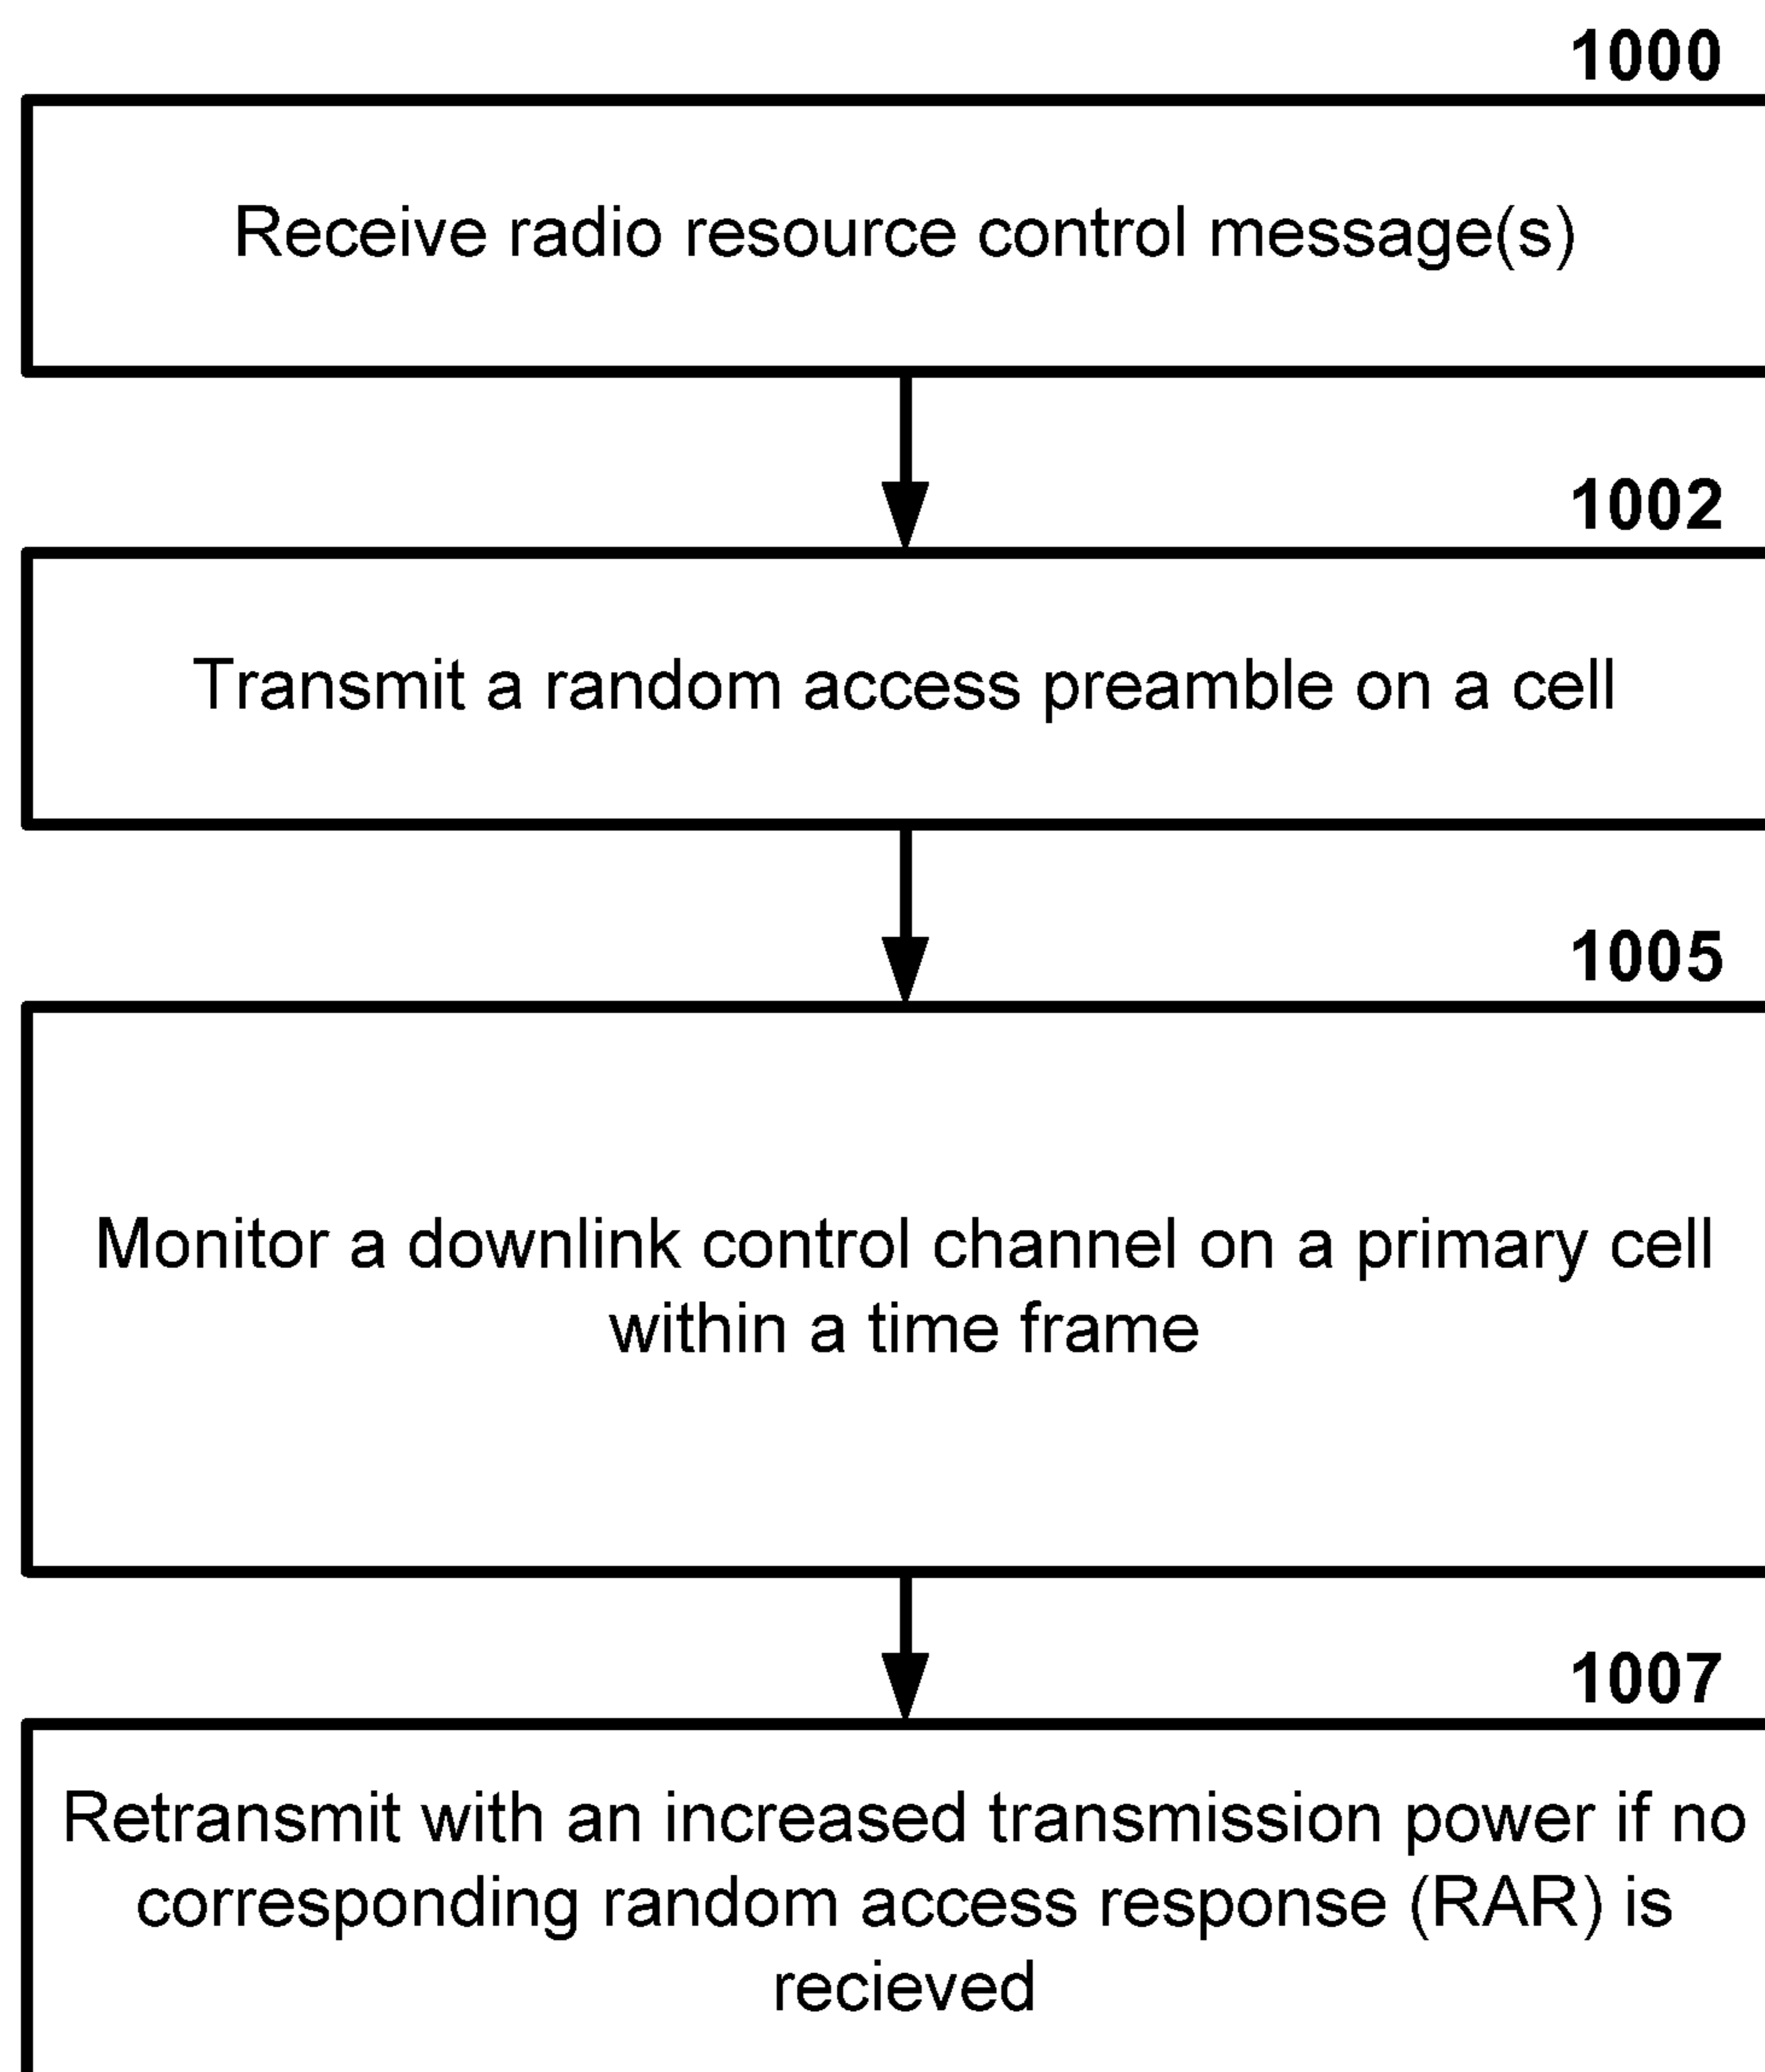 1000
Receive radio resource control message(s)
1002
Transmit a random access preamble on a cell
1005
Monitor a downlink control channel on a primary cell
within a time frame
1007
Retransmit with an increased transmission power if no
corresponding random access response (RAR) is
recieved